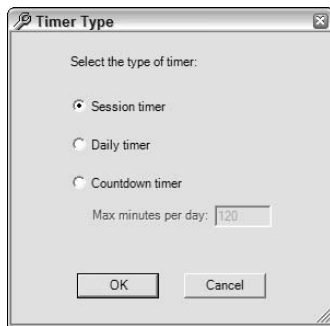 Timer Type
Select the type of timer:
Session timer
Daily timer
Countdown timer
Max minutes per day: 120
OK Cancel